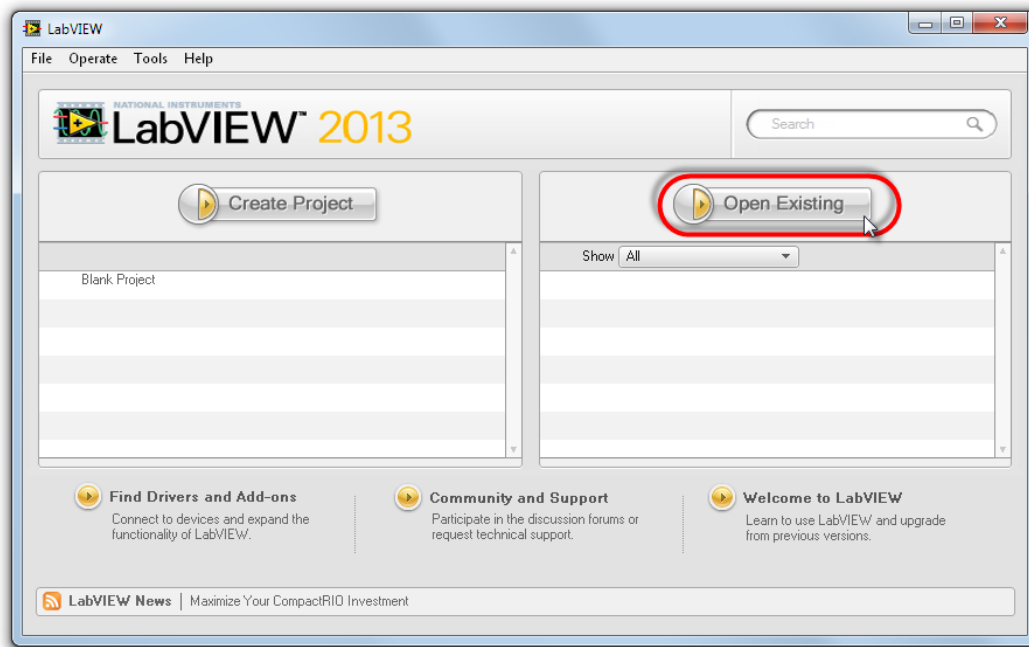 LabVIEW
File Operate Tools Help
NATIONAL INSTRUMENTS
LabVIEW™ 2013
Search
Create Project
Open Existing
Show All
Blank Project
Find Drivers and Add-ons
Connect to devices and expand the
functionality of LabVIEW.
Community and Support
Participate in the discussion forums or
request technical support.
Welcome to LabVIEW
Learn to use LabVIEW and upgrade
from previous versions.
LabVIEW News | Maximize Your CompactRIO Investment